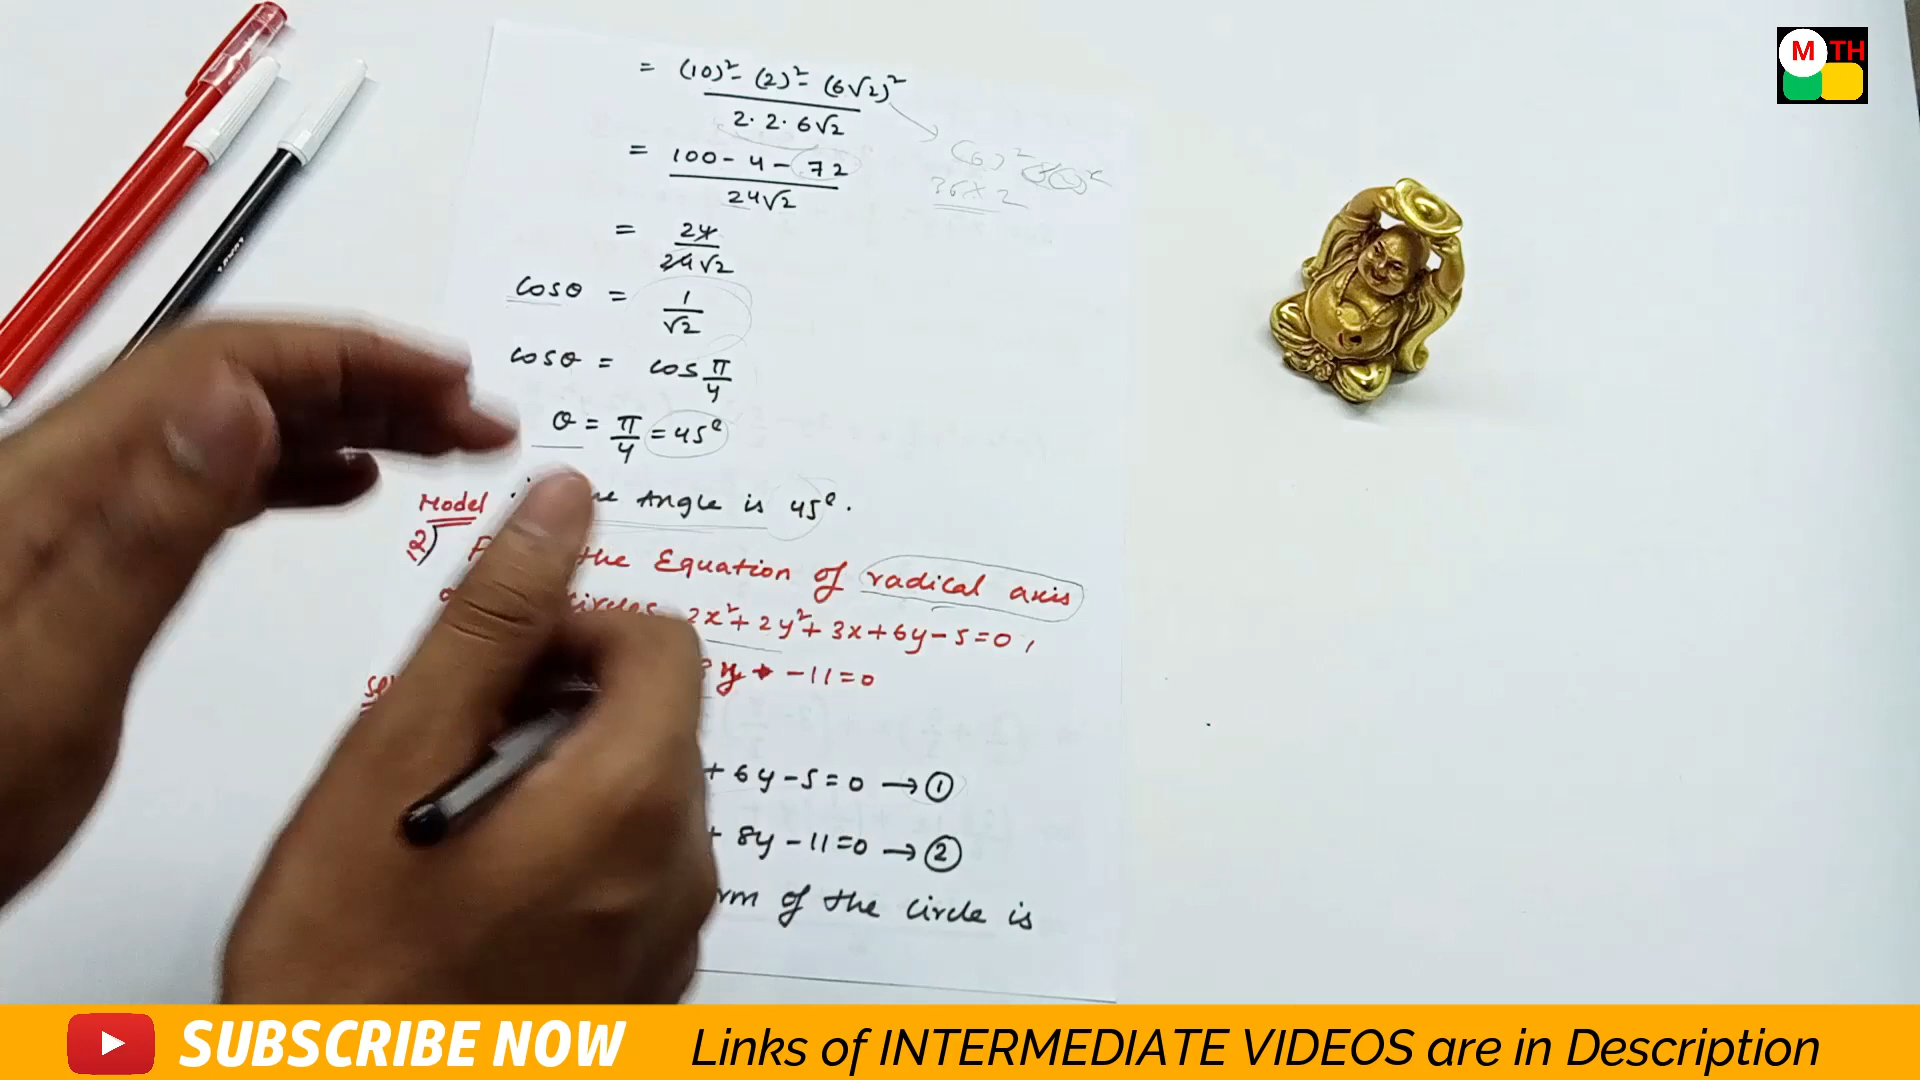 = (10)² - (2)² - (6√2)²
2. 2. 6√2
= 100 - 4 - 72
24√2
= 24
24√2
(6)²
36 × 2
cosθ = 1
√2
cosθ = cos π/4
θ = π/4 = 45°
Angle is 45°.
Model
2) the Equation of radical axis
circles 2x² + 2y² + 3x + 6y - 5 = 0,
- 11 = 0
+ 6y - 5 = 0 → ①
+ 8y - 11 = 0 → ②
of the circle is
M TH
SUBSCRIBE NOW
Links of INTERMEDIATE VIDEOS are in Description